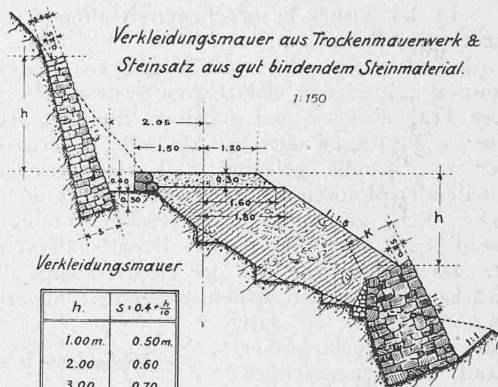 Verkleidungsmauer aus Trockenmauerwerk &
Steinsatz aus gut bindendem Steinmaterial.
1:150
h
2.05
1.50 1.20
0.30
0.40
0.50
1.60
1.80
1:1.5
K
h
s
Verkleidungsmauer.
h. s = 0.4 + h/10
1.00 m. 0.50 m.
2.00 0.60
3.00 0.70